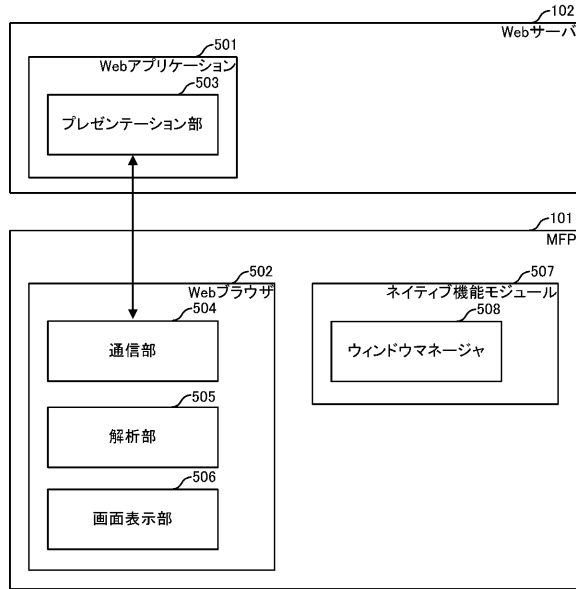 102
Webサーバ
501
Webアプリケーション
503
プレゼンテーション部
101
MFP
502
Webブラウザ
504
通信部
505
解析部
506
画面表示部
507
ネイティブ機能モジュール
508
ウィンドウマネージャ